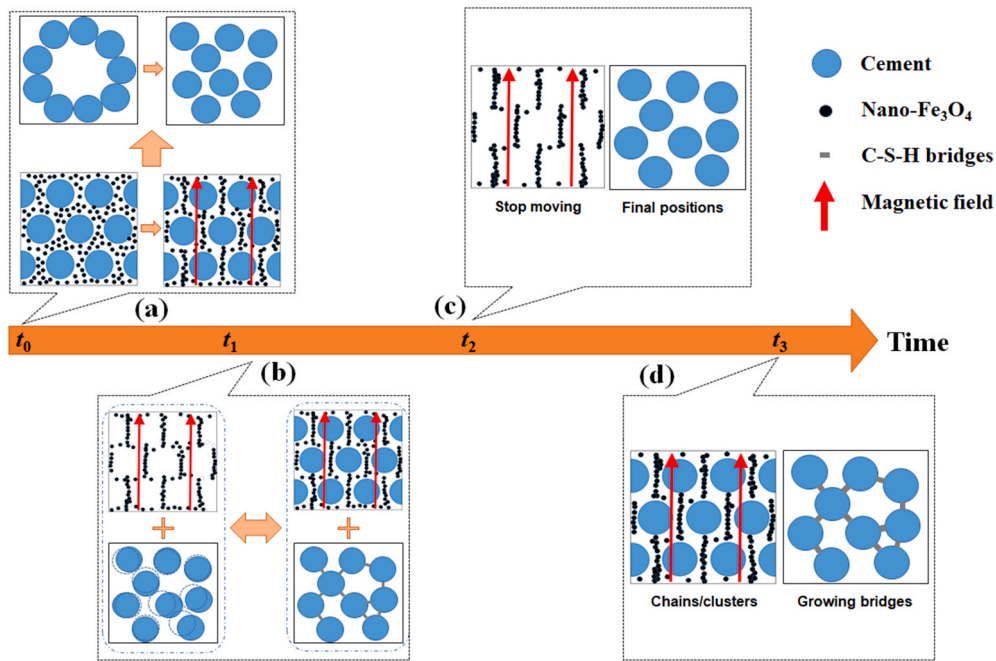 Cement
Nano-Fe₃O₄
C-S-H bridges
Magnetic field
Stop moving
Final positions
(a)
(c)
t₀
t₁
t₂
t₃
Time
(b)
(d)
Chains/clusters
Growing bridges